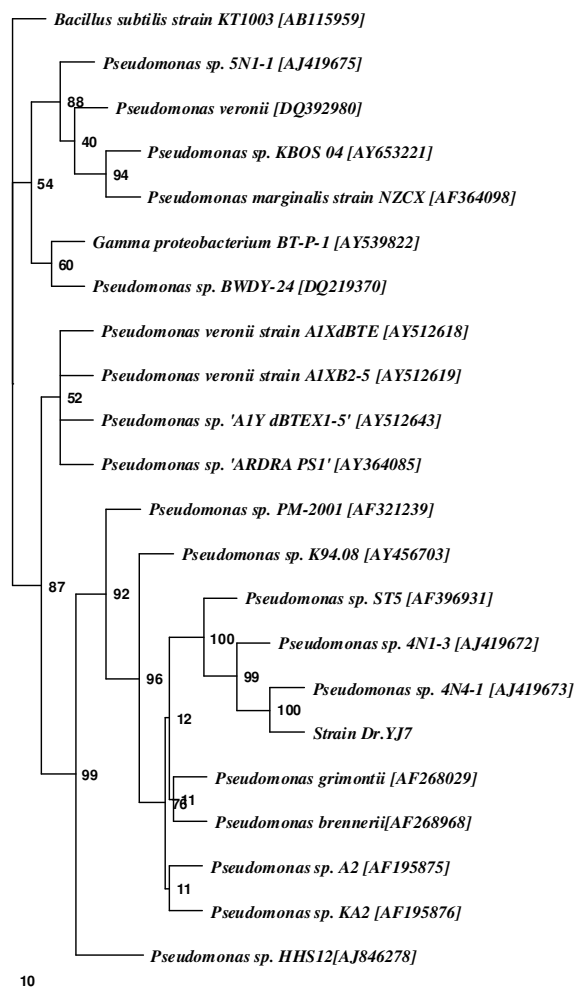 Bacillus subtilis strain KT1003 [AB115959]
Pseudomonas sp. 5N1-1 [AJ419675]
88
Pseudomonas veronii [DQ392980]
40
Pseudomonas sp. KBOS 04 [AY653221]
94
54
Pseudomonas marginalis strain NZCX [AF364098]
Gamma proteobacterium BT-P-1 [AY539822]
60
Pseudomonas sp. BWDY-24 [DQ219370]
Pseudomonas veronii strain A1XdBTE [AY512618]
Pseudomonas veronii strain A1XB2-5 [AY512619]
52
Pseudomonas sp. 'A1Y dBTEX1-5' [AY512643]
Pseudomonas sp. 'ARDRA PS1' [AY364085]
Pseudomonas sp. PM-2001 [AF321239]
Pseudomonas sp. K94.08 [AY456703]
87
92
Pseudomonas sp. ST5 [AF396931]
100
Pseudomonas sp. 4N1-3 [AJ419672]
96
99
Pseudomonas sp. 4N4-1 [AJ419673]
100
12
Strain Dr.YJ7
99
Pseudomonas grimontii [AF268029]
76
11
Pseudomonas brennerii[AF268968]
Pseudomonas sp. A2 [AF195875]
11
Pseudomonas sp. KA2 [AF195876]
Pseudomonas sp. HHS12[AJ846278]
10